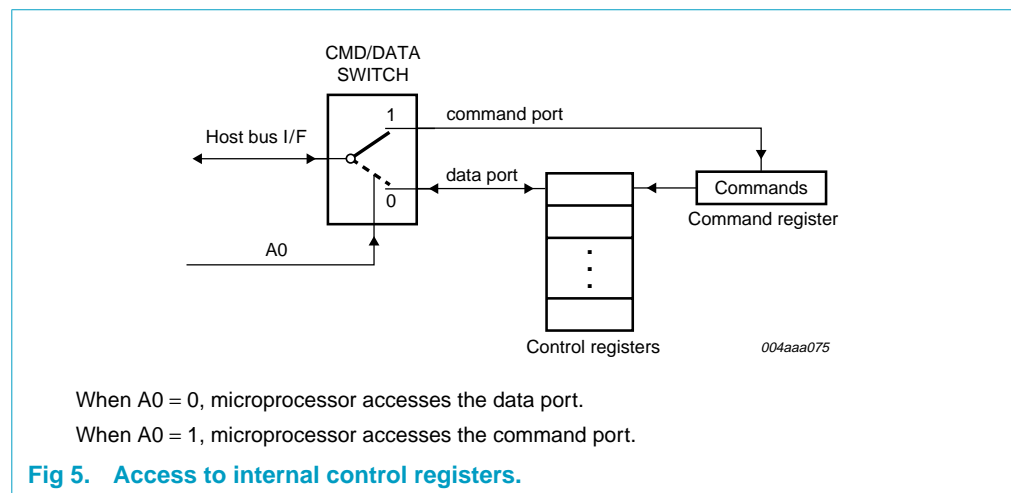 CMD/DATA
SWITCH
1
command port
Host bus I/F
data port
Commands
0
Command register
A0
Control registers
004aaa075
When A0 = 0, microprocessor accesses the data port.
When A0 = 1, microprocessor accesses the command port.
Fig 5. Access to internal control registers.